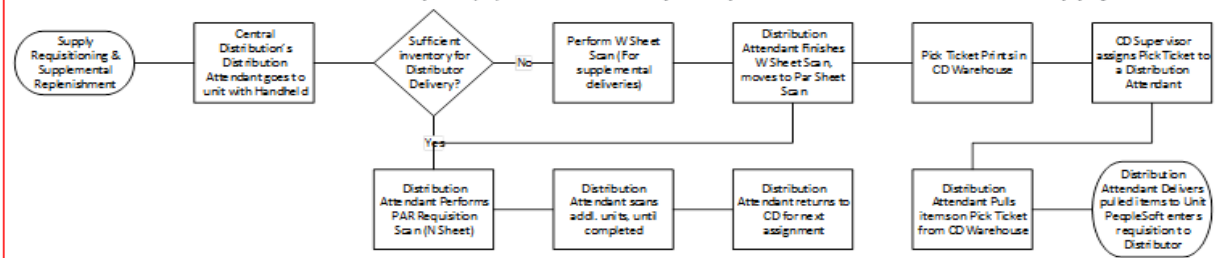 Supply
Requisitioning &
Supplemental
Replenishment
Central
Distribution's
Distribution
Attendant goes to
unit with Handheld
Sufficient
inventory for
Distributor
Delivery?
No
Perform W Sheet
Scan (For
supplemental
deliveries)
Distribution
Attendant Finishes
W Sheet Scan,
moves to Par Sheet
Scan
Pick Ticket Prints in
CD Warehouse
CD Supervisor
assigns Pick Ticket to
a Distribution
Attendant
Yes
Distribution
Attendant Performs
PAR Requisition
Scan (N Sheet)
Distribution
Attendant scans
addl. units, until
completed
Distribution
Attendant returns to
CD for next
assignment
Distribution
Attendant Pulls
items on Pick Ticket
from CD Warehouse
Distribution
Attendant Delivers
pulled items to Unit
PeopleSoft enters
requisition to
Distributor